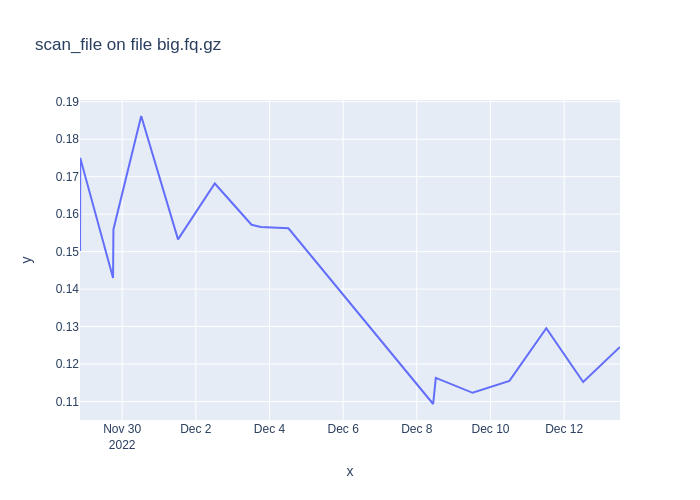 scan_file on file big.fq.gz
0.19
0.18
0.17
0.16
0.15
0.14
0.13
0.12
0.11
y
Nov 30
2022
Dec 2
Dec 4
Dec 6
Dec 8
Dec 10
Dec 12
x